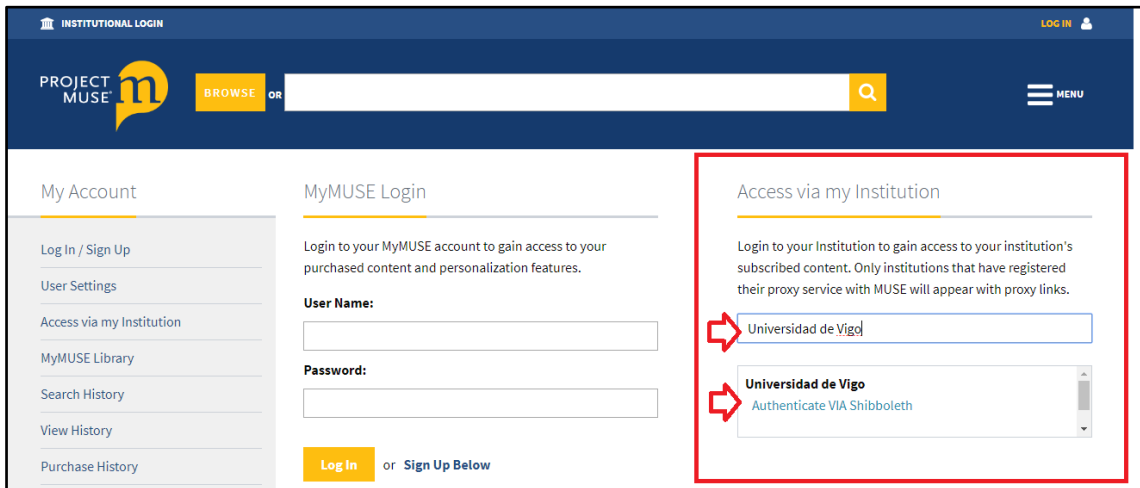 INSTITUTIONAL LOGIN
LOG IN
PROJECT
MUSE
m
BROWSE
OR
MENU
My Account
Log In / Sign Up
User Settings
Access via my Institution
MyMUSE Library
Search History
View History
Purchase History
MyMUSE Login
Login to your MyMUSE account to gain access to your
purchased content and personalization features.
User Name:
Password:
Log In or Sign Up Below
Access via my Institution
Login to your Institution to gain access to your institution's
subscribed content. Only institutions that have registered
their proxy service with MUSE will appear with proxy links.
Universidad de Vigo
Universidad de Vigo
Authenticate VIA Shibboleth